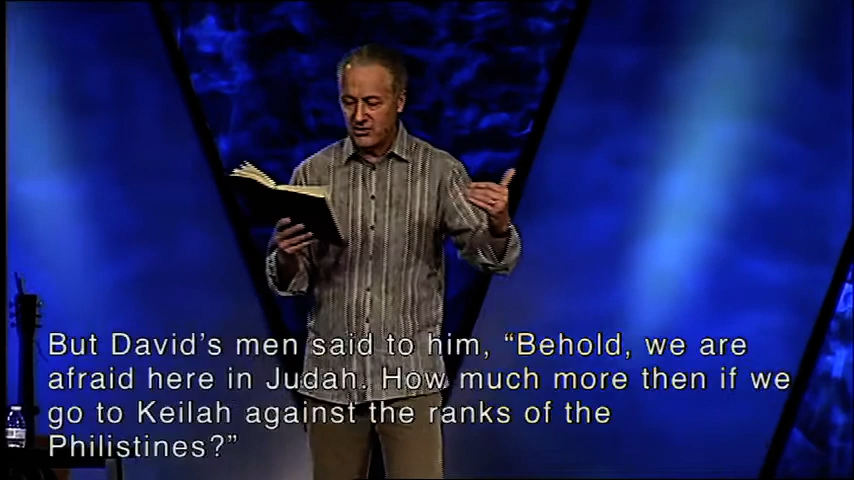 But David's men said to him, “Behold, we are
afraid here in Judah. How much more then if we
go to Keilah against the ranks of the
Philistines?”